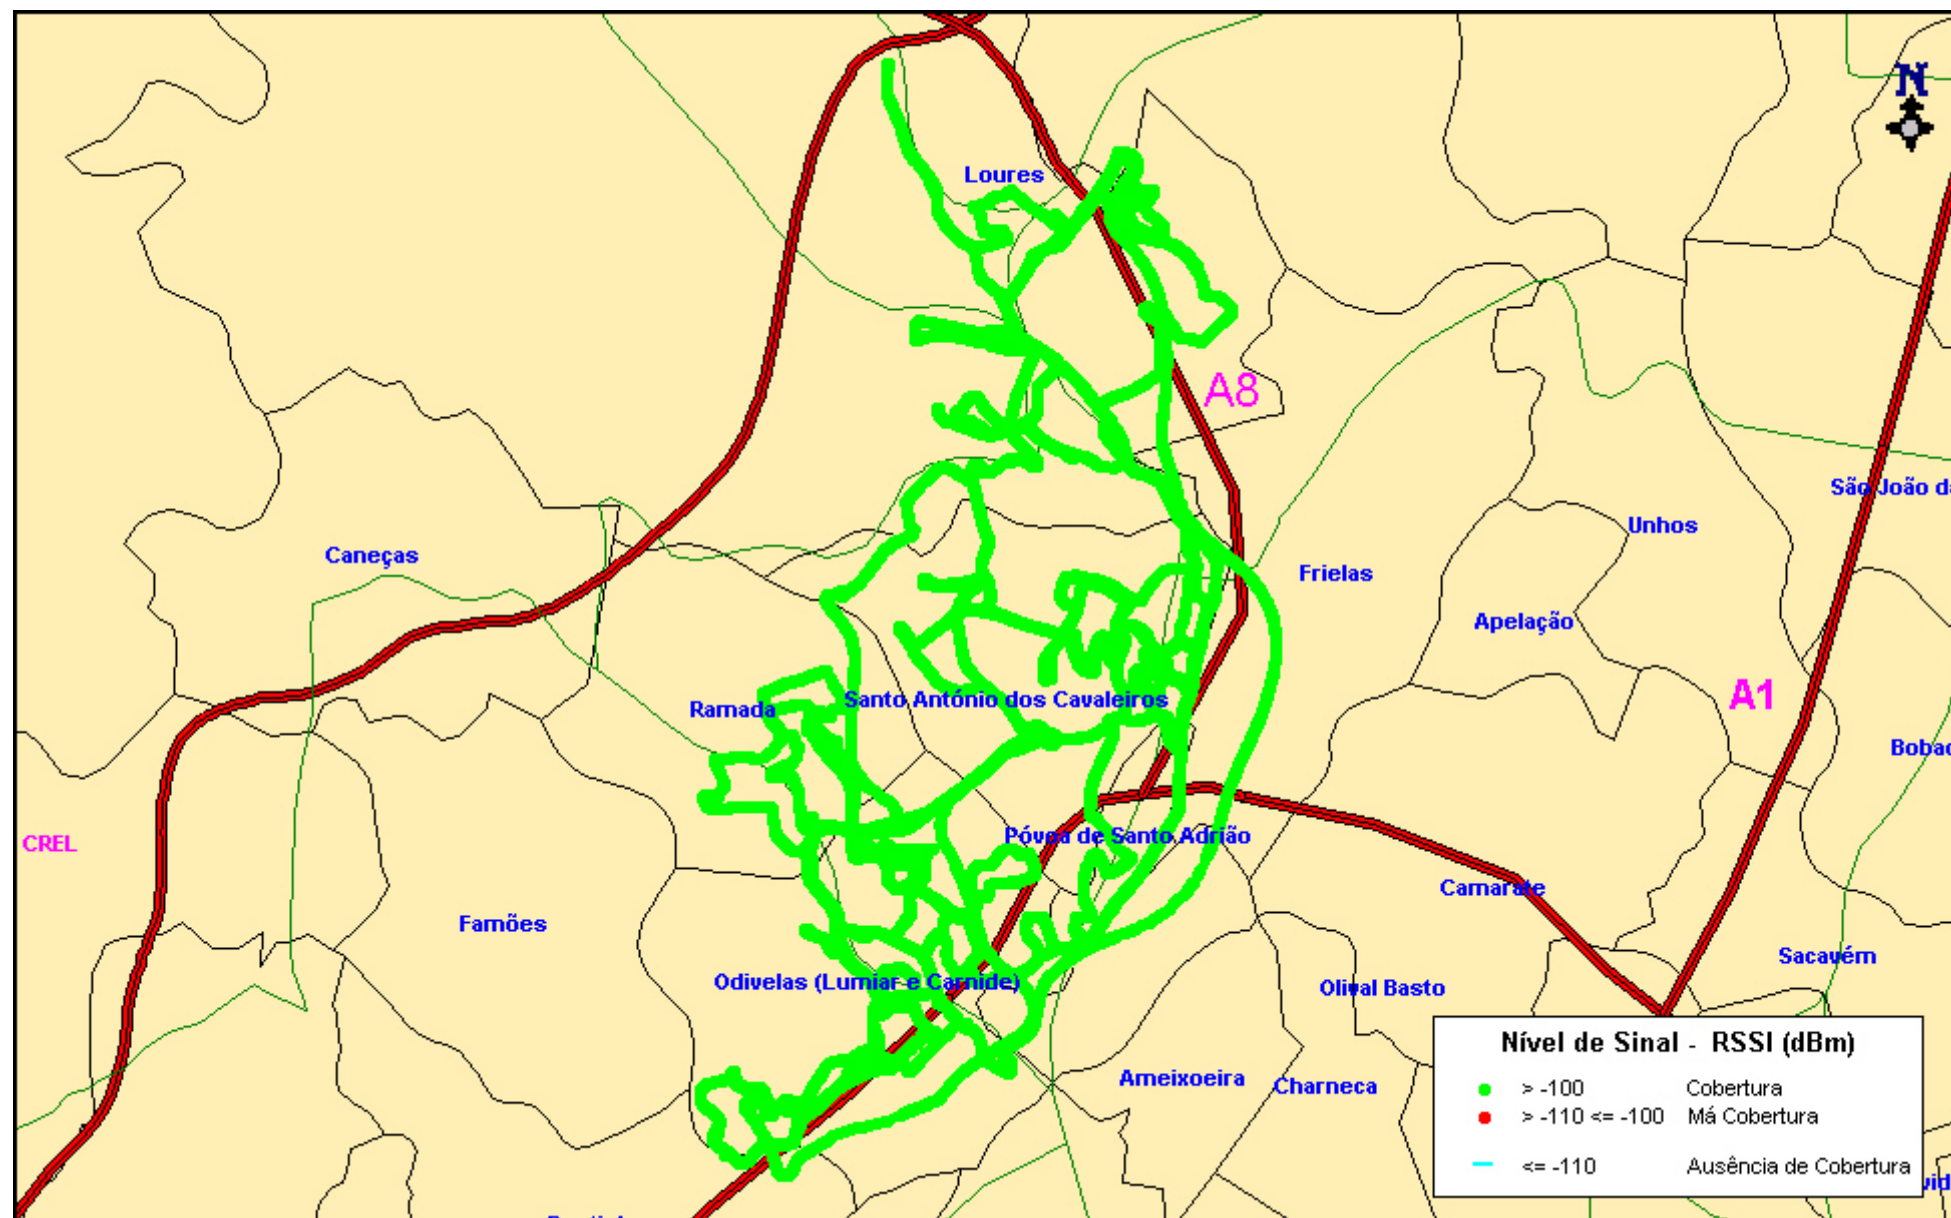 N
Loures
A8
São João d
Unhos
Caneças
Frielas
Apelação
A1
Santo António dos Cavaleiros
Ramada
Póvoa de Santo Adrião
CREL
Camarate
Famões
Sacavém
Odivelas (Lumiar e Carnide)
Olival Basto
Ameixoeira
Charneca
Nível de Sinal - RSSI (dBm)
> -100 Cobertura
> -110 <= -100 Má Cobertura
<= -110 Ausência de Cobertura